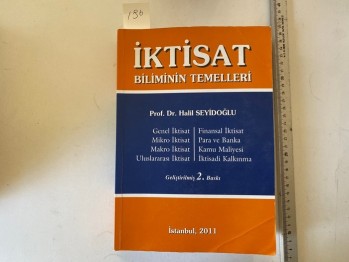 İKTİSAT
BİLİMİNİN TEMELLERİ
Prof. Dr. Halil SEYİDOĞLU
Genel İktisat | Finansal İktisat
Mikro İktisat | Para ve Banka
Makro İktisat | Kamu Maliyesi
Uluslararası İktisat | İktisadi Kalkınma
Geliştirilmiş 2. Baskı
İstanbul, 2011